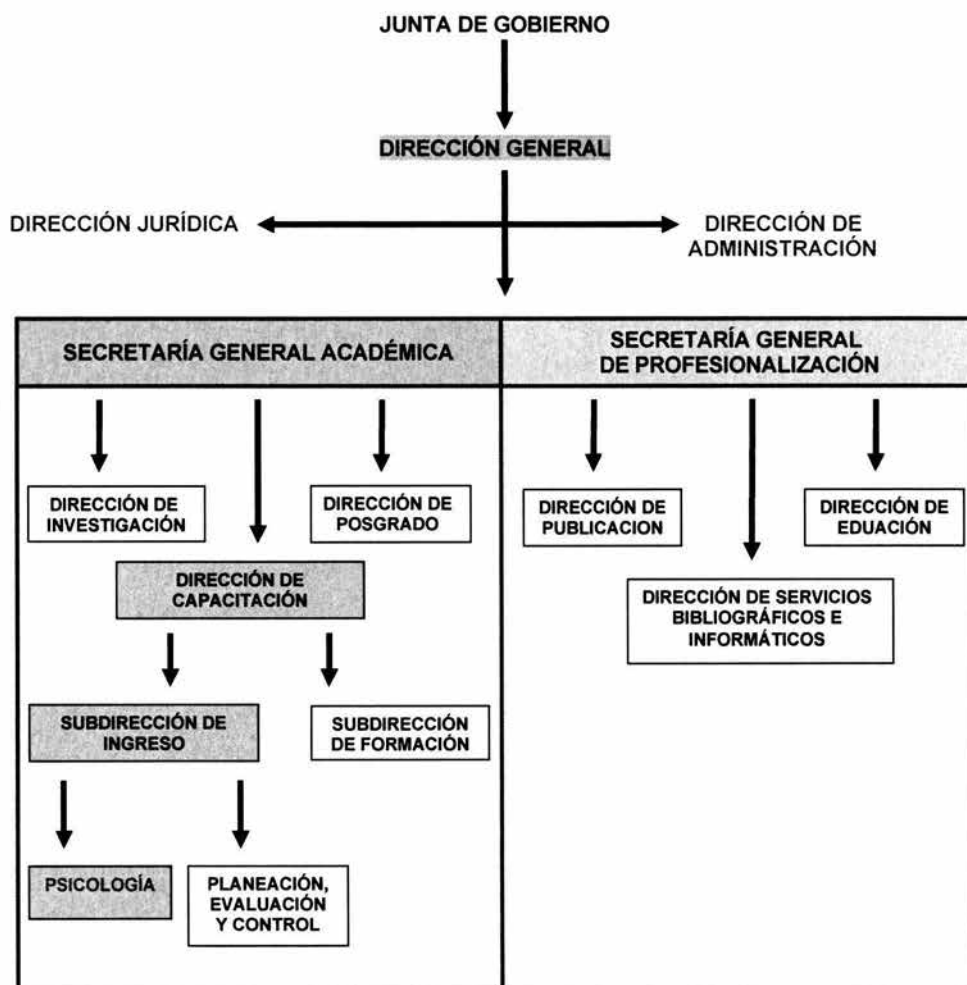 JUNTA DE GOBIERNO
DIRECCIÓN GENERAL
DIRECCIÓN JURÍDICA
DIRECCIÓN DE
ADMINISTRACIÓN
SECRETARÍA GENERAL ACADÉMICA
SECRETARÍA GENERAL
DE PROFESIONALIZACIÓN
DIRECCIÓN DE
INVESTIGACIÓN
DIRECCIÓN DE
POSGRADO
DIRECCIÓN DE
PUBLICACION
DIRECCIÓN DE
EDUACIÓN
DIRECCIÓN DE
CAPACITACIÓN
DIRECCIÓN DE SERVICIOS
BIBLIOGRÁFICOS E
INFORMÁTICOS
SUBDIRECCIÓN DE
INGRESO
SUBDIRECCIÓN
DE FORMACIÓN
PSICOLOGÍA
PLANEACIÓN,
EVALUACIÓN
Y CONTROL